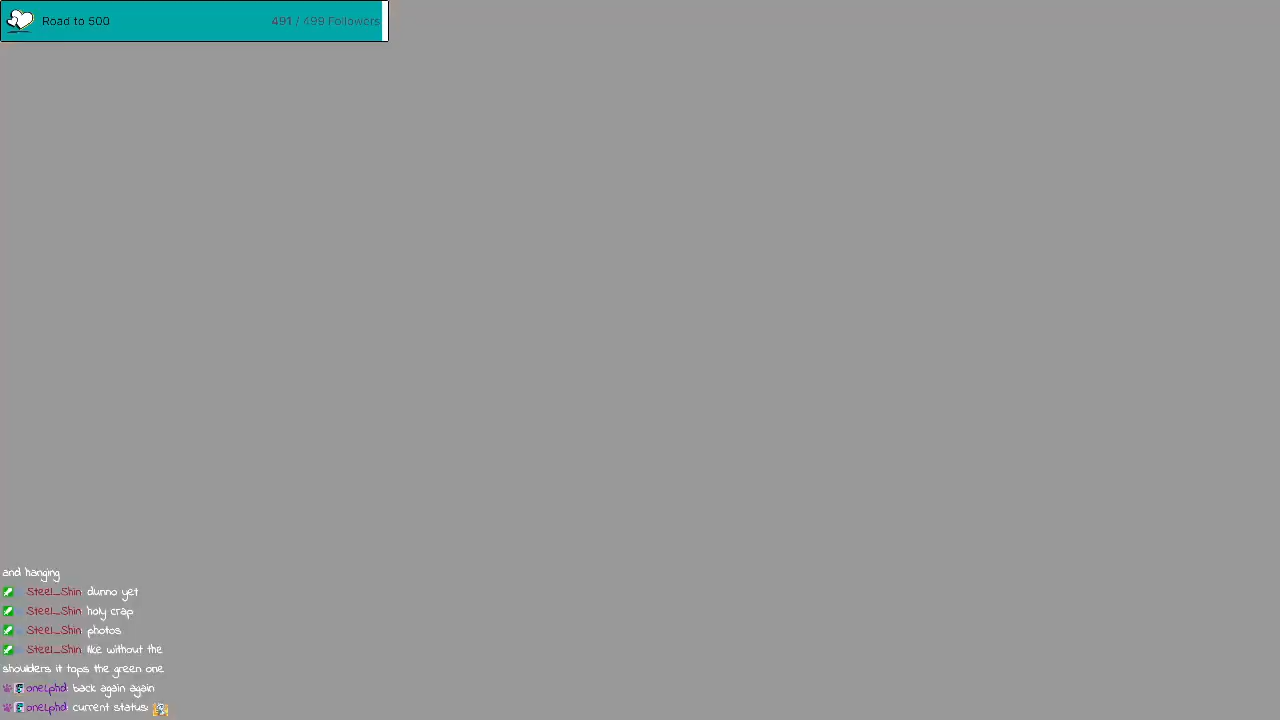 Road to 500 491 / 499 Followers
and hanging
Steel_Shin: dunno yet
Steel_Shin: holy crap
Steel_Shin: photos
Steel_Shin: like without the
shoulders it tops the green one
onelphd: back again again
onelphd: current status: